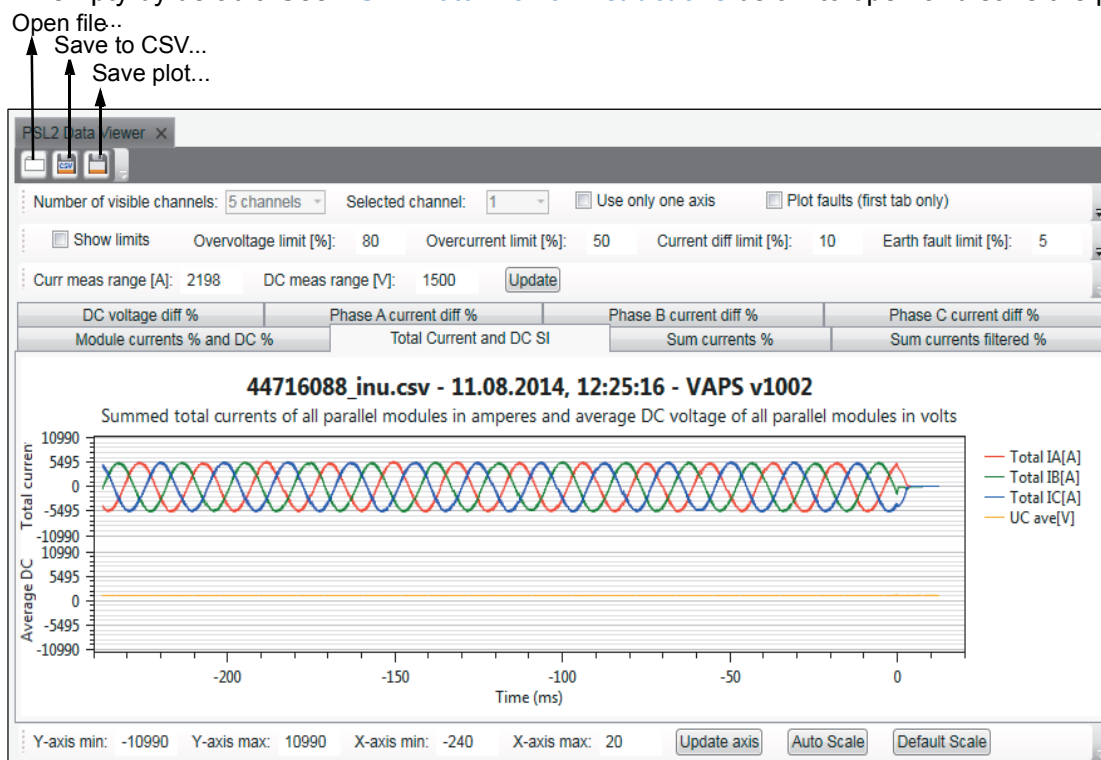 Open file...
Save to CSV...
Save plot...
PSL2 Data Viewer ×
CSV
Number of visible channels: 5 channels Selected channel: 1 Use only one axis Plot faults (first tab only)
Show limits Overvoltage limit [%]: 80 Overcurrent limit [%]: 50 Current diff limit [%]: 10 Earth fault limit [%]: 5
Curr meas range [A]: 2198 DC meas range [V]: 1500 Update
DC voltage diff % Phase A current diff % Phase B current diff % Phase C current diff %
Module currents % and DC % Total Current and DC SI Sum currents % Sum currents filtered %
44716088_inu.csv - 11.08.2014, 12:25:16 - VAPS v1002
Summed total currents of all parallel modules in amperes and average DC voltage of all parallel modules in volts
Total curren
10990
5495
0
-5495
-10990
Average DC
10990
5495
0
-5495
-10990
Total IA[A]
Total IB[A]
Total IC[A]
UC ave[V]
-200 -150 -100 -50 0
Time (ms)
Y-axis min: -10990 Y-axis max: 10990 X-axis min: -240 X-axis max: 20 Update axis Auto Scale Default Scale